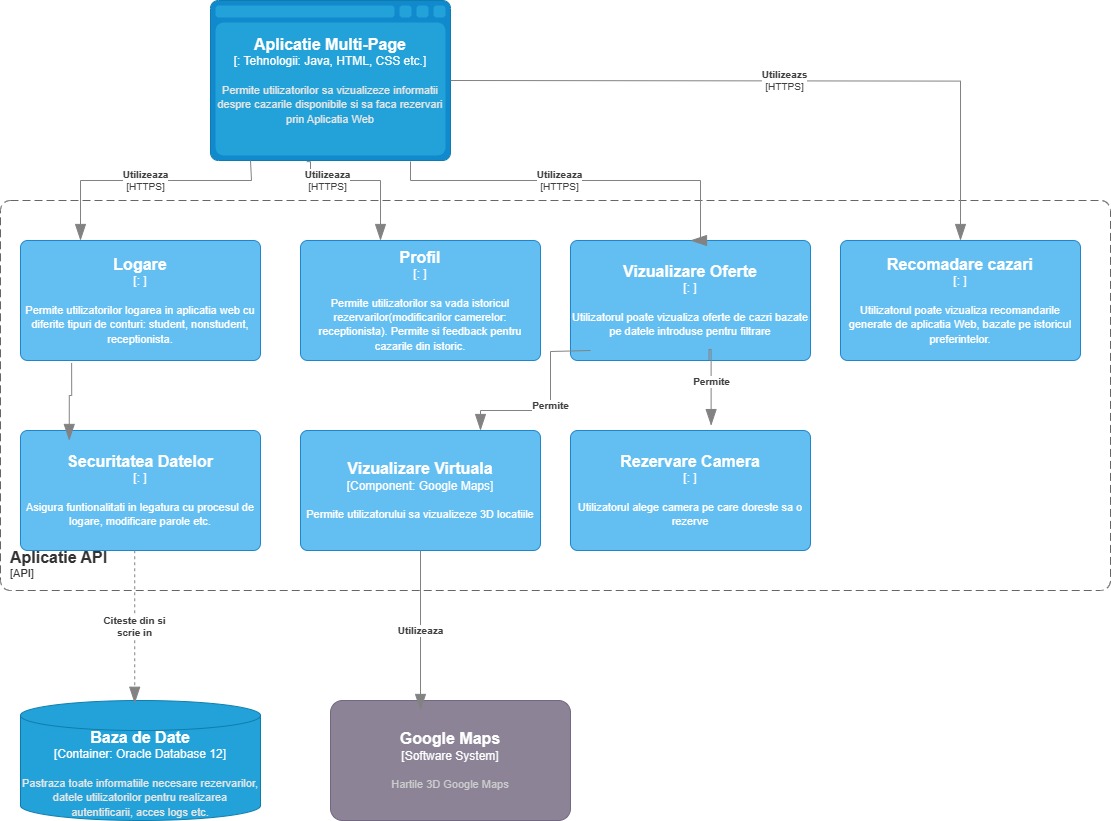 Aplicatie Multi-Page
[: Tehnologii: Java, HTML, CSS etc.]
Permite utilizatorilor sa vizualizeze informatii
despre cazarile disponibile si sa faca rezervari
prin Aplicatia Web
Utilizeazs
[HTTPS]
Utilizeaza
[HTTPS]
Utilizeaza
[HTTPS]
Utilizeaza
[HTTPS]
Logare
[: ]
Permite utilizatorilor logarea in aplicatia web cu
diferite tipuri de conturi: student, nonstudent,
receptionista.
Profil
[: ]
Permite utilizatorilor sa vada istoricul
rezervarilor(modificarilor camerelor:
receptionista). Permite si feedback pentru
cazarile din istoric.
Vizualizare Oferte
[: ]
Utilizatorul poate vizualiza oferte de cazri bazate
pe datele introduse pentru filtrare
Recomadare cazari
[: ]
Utilizatorul poate vizualiza recomandarile
generate de aplicatia Web, bazate pe istoricul
preferintelor.
Permite
Permite
Securitatea Datelor
[: ]
Asigura funtionalitati in legatura cu procesul de
logare, modificare parole etc.
Vizualizare Virtuala
[Component: Google Maps]
Permite utilizatorului sa vizualizeze 3D locatiile
Rezervare Camera
[: ]
Utilizatorul alege camera pe care doreste sa o
rezerve
Aplicatie API
[API]
Citeste din si
scrie in
Utilizeaza
Baza de Date
[Container: Oracle Database 12]
Pastraza toate informatiile necesare rezervarilor,
datele utilizatorilor pentru realizarea
autentificarii, acces logs etc.
Google Maps
[Software System]
Hartile 3D Google Maps